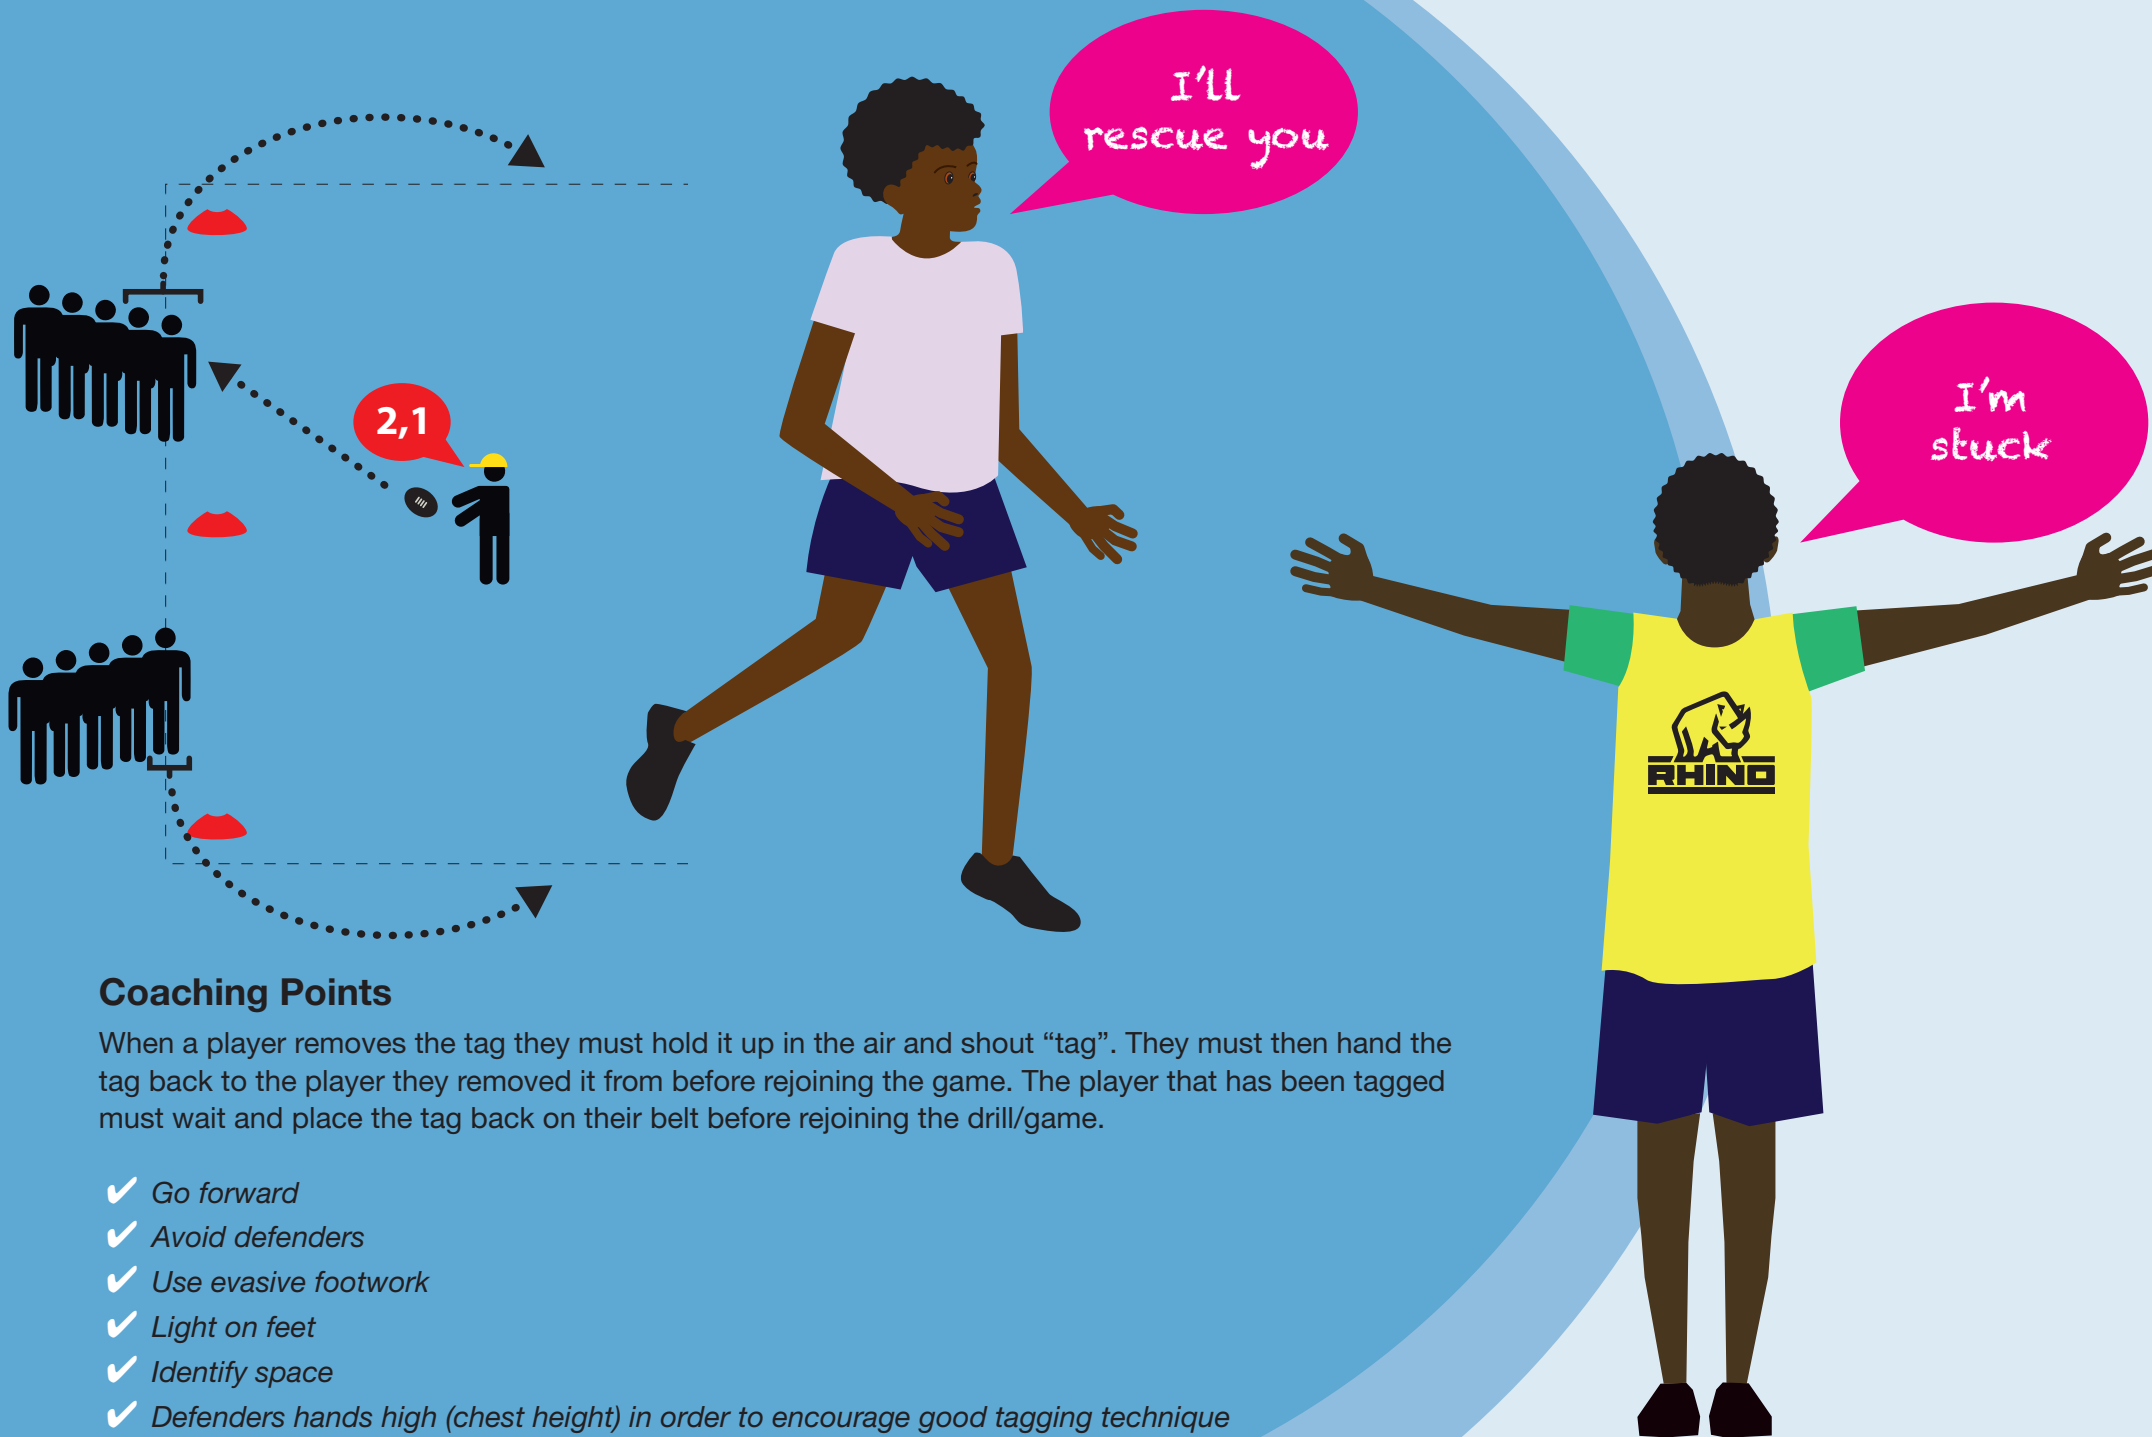 I'll
rescue you
2,1
I'm
stuck
RHINO
Coaching Points
When a player removes the tag they must hold it up in the air and shout “tag”. They must then hand the
tag back to the player they removed it from before rejoining the game. The player that has been tagged
must wait and place the tag back on their belt before rejoining the drill/game.
✔ Go forward
✔ Avoid defenders
✔ Use evasive footwork
✔ Light on feet
✔ Identify space
✔ Defenders hands high (chest height) in order to encourage good tagging technique